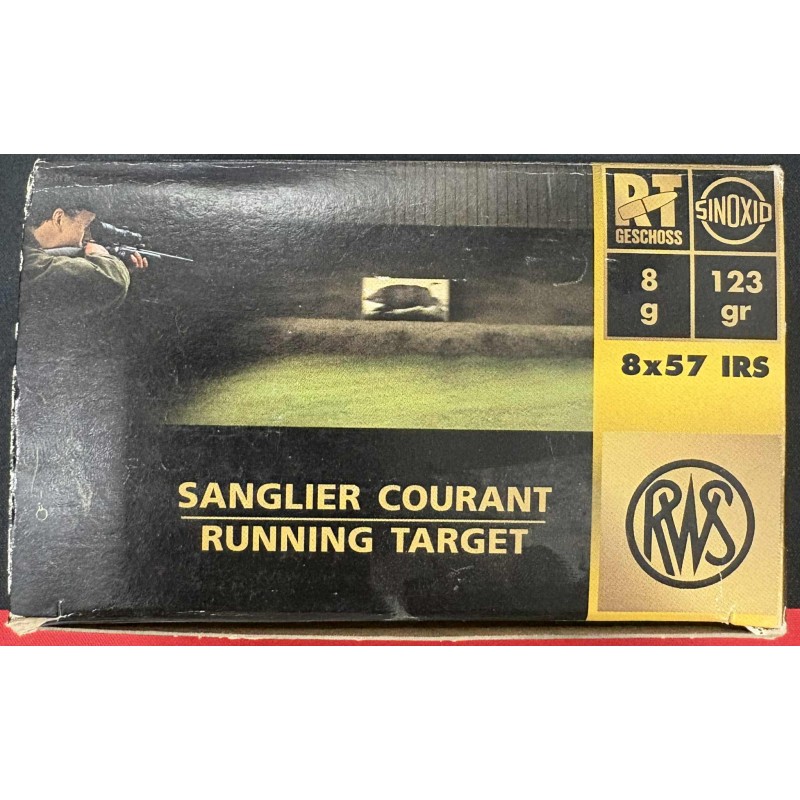 RT
GESCHOSS
SINOXID
8
g
123
gr
8x57 IRS
SANGLIER COURANT
RUNNING TARGET
RWS